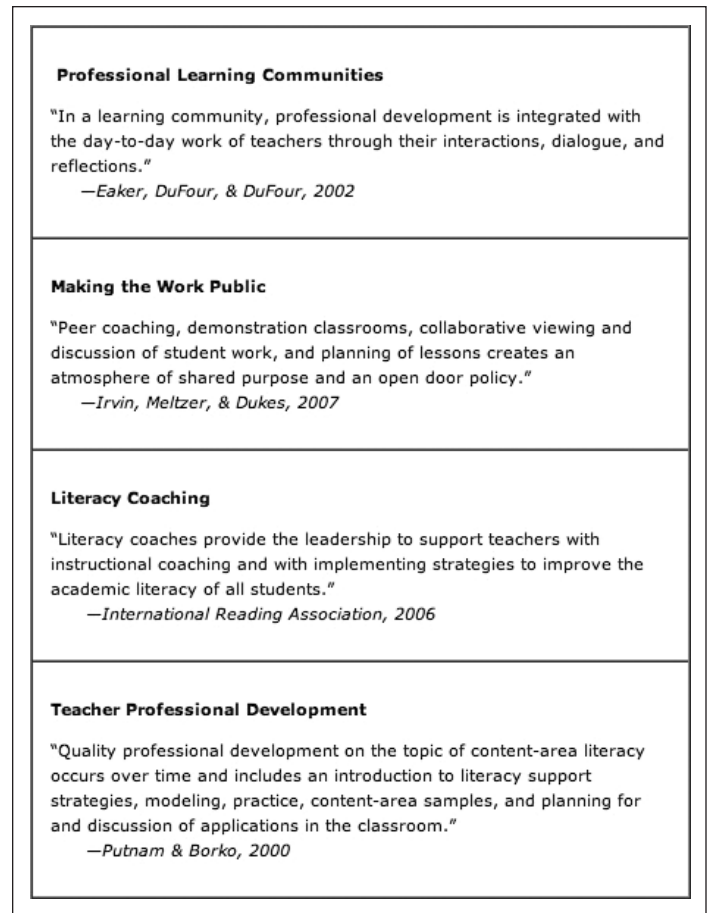 Professional Learning Communities
“In a learning community, professional development is integrated with
the day-to-day work of teachers through their interactions, dialogue, and
reflections.”
—Eaker, DuFour, & DuFour, 2002
Making the Work Public
“Peer coaching, demonstration classrooms, collaborative viewing and
discussion of student work, and planning of lessons creates an
atmosphere of shared purpose and an open door policy.”
—Irvin, Meltzer, & Dukes, 2007
Literacy Coaching
“Literacy coaches provide the leadership to support teachers with
instructional coaching and with implementing strategies to improve the
academic literacy of all students.”
—International Reading Association, 2006
Teacher Professional Development
“Quality professional development on the topic of content-area literacy
occurs over time and includes an introduction to literacy support
strategies, modeling, practice, content-area samples, and planning for
and discussion of applications in the classroom.”
—Putnam & Borko, 2000